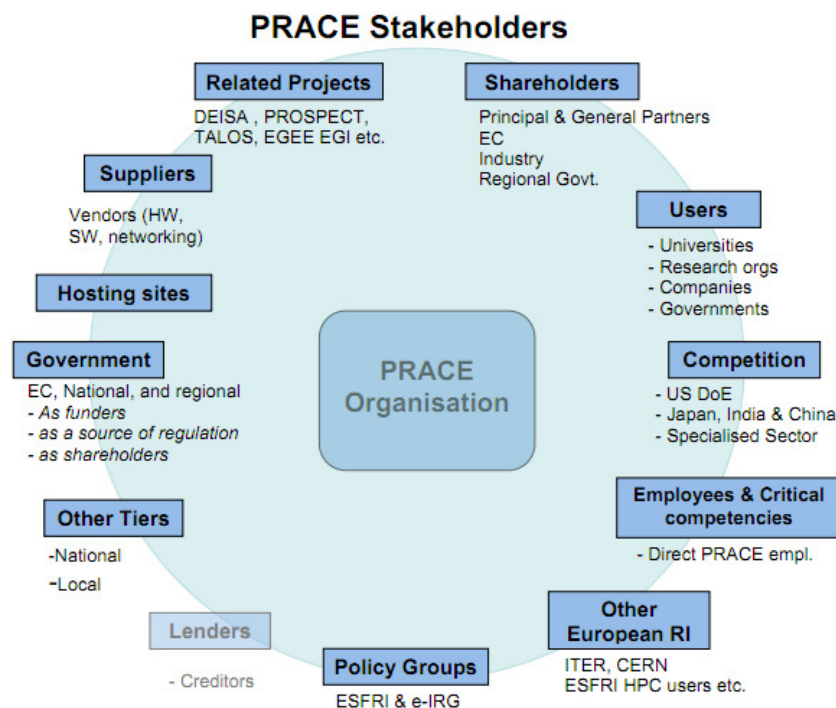 PRACE Stakeholders
Related Projects
DEISA , PROSPECT,
TALOS, EGEE EGI etc.
Shareholders
Principal & General Partners
EC
Industry
Regional Govt.
Suppliers
Vendors (HW,
SW, networking)
Users
- Universities
- Research orgs
- Companies
- Governments
Hosting sites
Government
EC, National, and regional
- As funders
- as a source of regulation
- as shareholders
PRACE
Organisation
Competition
- US DoE
- Japan, India & China
- Specialised Sector
Employees & Critical
competencies
- Direct PRACE empl.
Other Tiers
-National
-Local
Other
European RI
ITER, CERN
ESFRI HPC users etc.
Lenders
- Creditors
Policy Groups
ESFRI & e-IRG